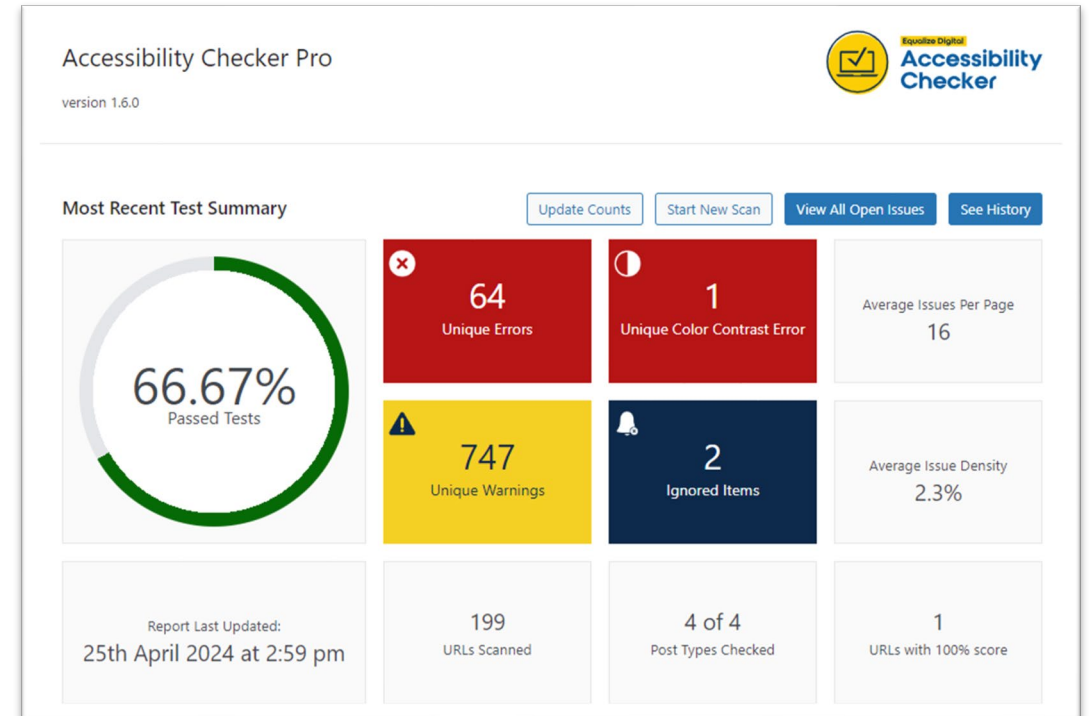 Accessibility Checker Pro
version 1.6.0
Equalize Digital
Accessibility
Checker
Most Recent Test Summary
Update Counts
Start New Scan
View All Open Issues
See History
66.67%
Passed Tests
64
Unique Errors
1
Unique Color Contrast Error
Average Issues Per Page
16
747
Unique Warnings
2
Ignored Items
Average Issue Density
2.3%
Report Last Updated:
25th April 2024 at 2:59 pm
199
URLs Scanned
4 of 4
Post Types Checked
1
URLs with 100% score